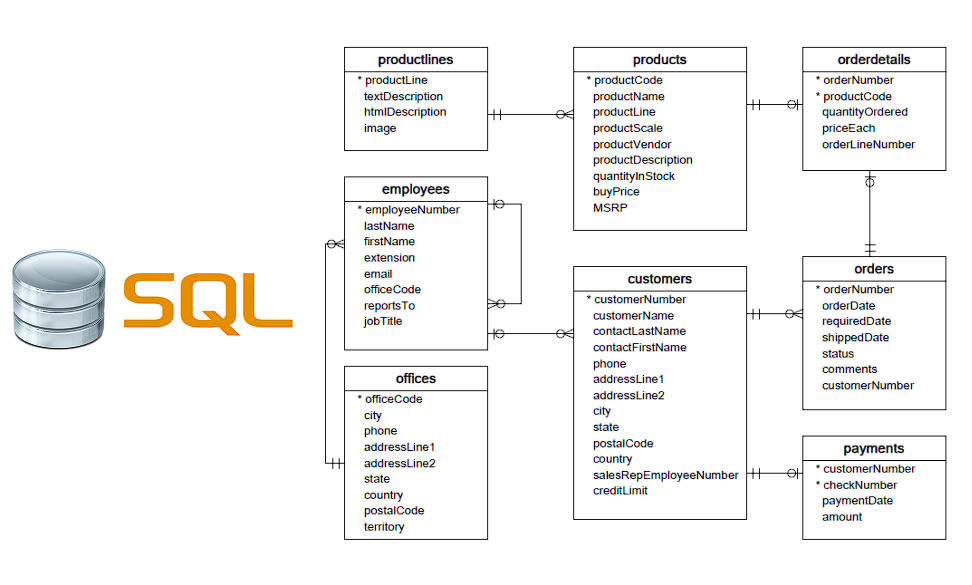 SQL
productlines
* productLine
textDescription
htmlDescription
image
products
* productCode
productName
productLine
productScale
productVendor
productDescription
quantityInStock
buyPrice
MSRP
orderdetails
* orderNumber
* productCode
quantityOrdered
priceEach
orderLineNumber
employees
* employeeNumber
lastName
firstName
extension
email
officeCode
reportsTo
jobTitle
customers
* customerNumber
customerName
contactLastName
contactFirstName
phone
addressLine1
addressLine2
city
state
postalCode
country
salesRepEmployeeNumber
creditLimit
orders
* orderNumber
orderDate
requiredDate
shippedDate
status
comments
customerNumber
offices
* officeCode
city
phone
addressLine1
addressLine2
state
country
postalCode
territory
payments
* customerNumber
* checkNumber
paymentDate
amount